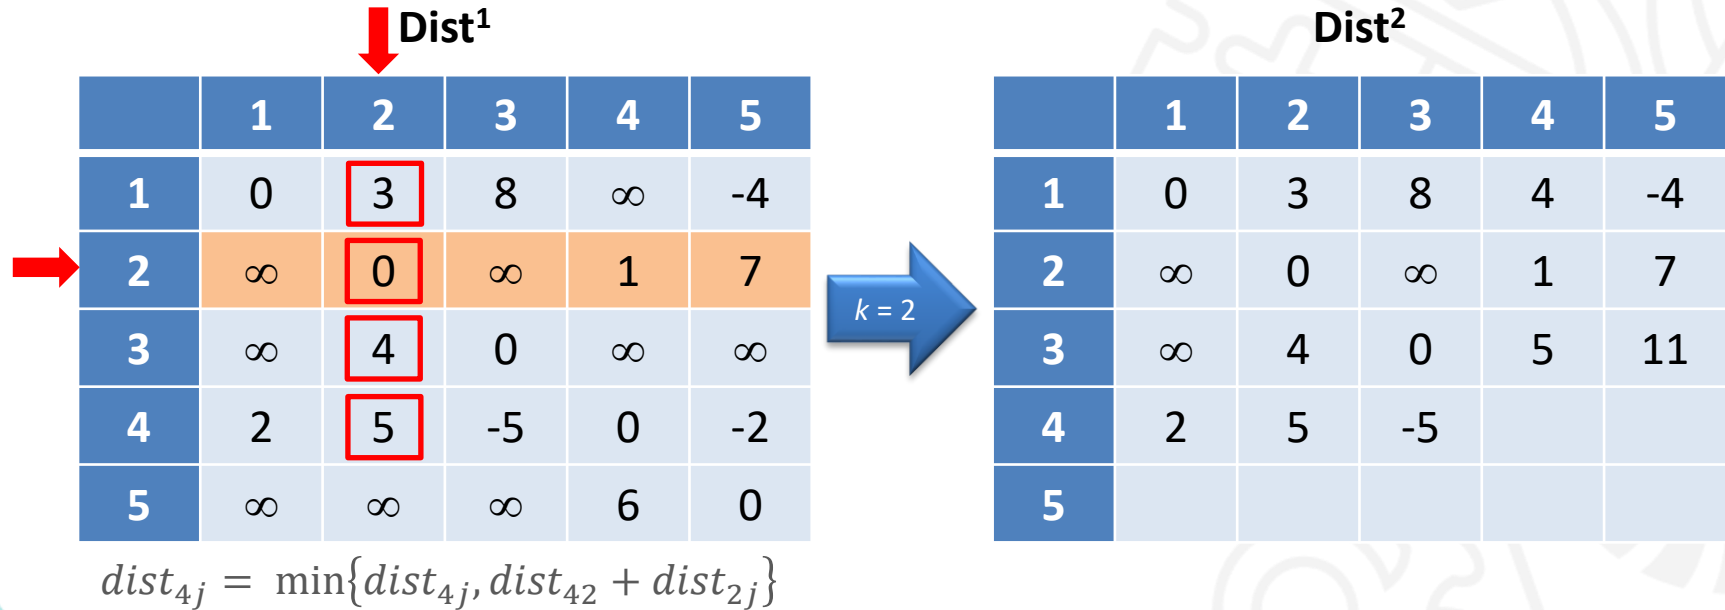 Dist¹
1 2 3 4 5
1 0 3 8 ∞ -4
2 ∞ 0 ∞ 1 7
3 ∞ 4 0 ∞ ∞
4 2 5 -5 0 -2
5 ∞ ∞ ∞ 6 0
dist₄ⱼ = min{dist₄ⱼ, dist₄₂ + dist₂ⱼ}
k = 2
Dist²
1 2 3 4 5
1 0 3 8 4 -4
2 ∞ 0 ∞ 1 7
3 ∞ 4 0 5 11
4 2 5 -5
5